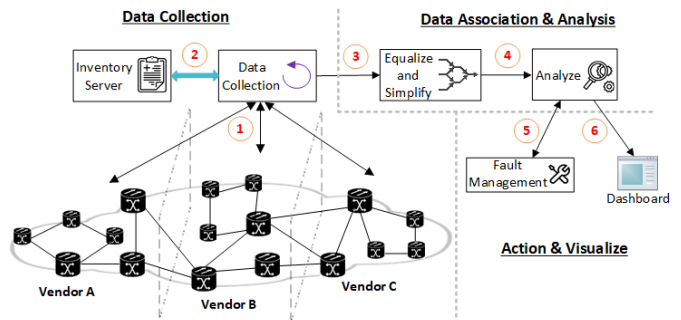 Data Collection
Data Association & Analysis
2
3
4
Inventory
Server
Data
Collection
Equalize
and
Simplify
Analyze
1
5
6
Fault
Management
Dashboard
Action & Visualize
Vendor A
Vendor B
Vendor C